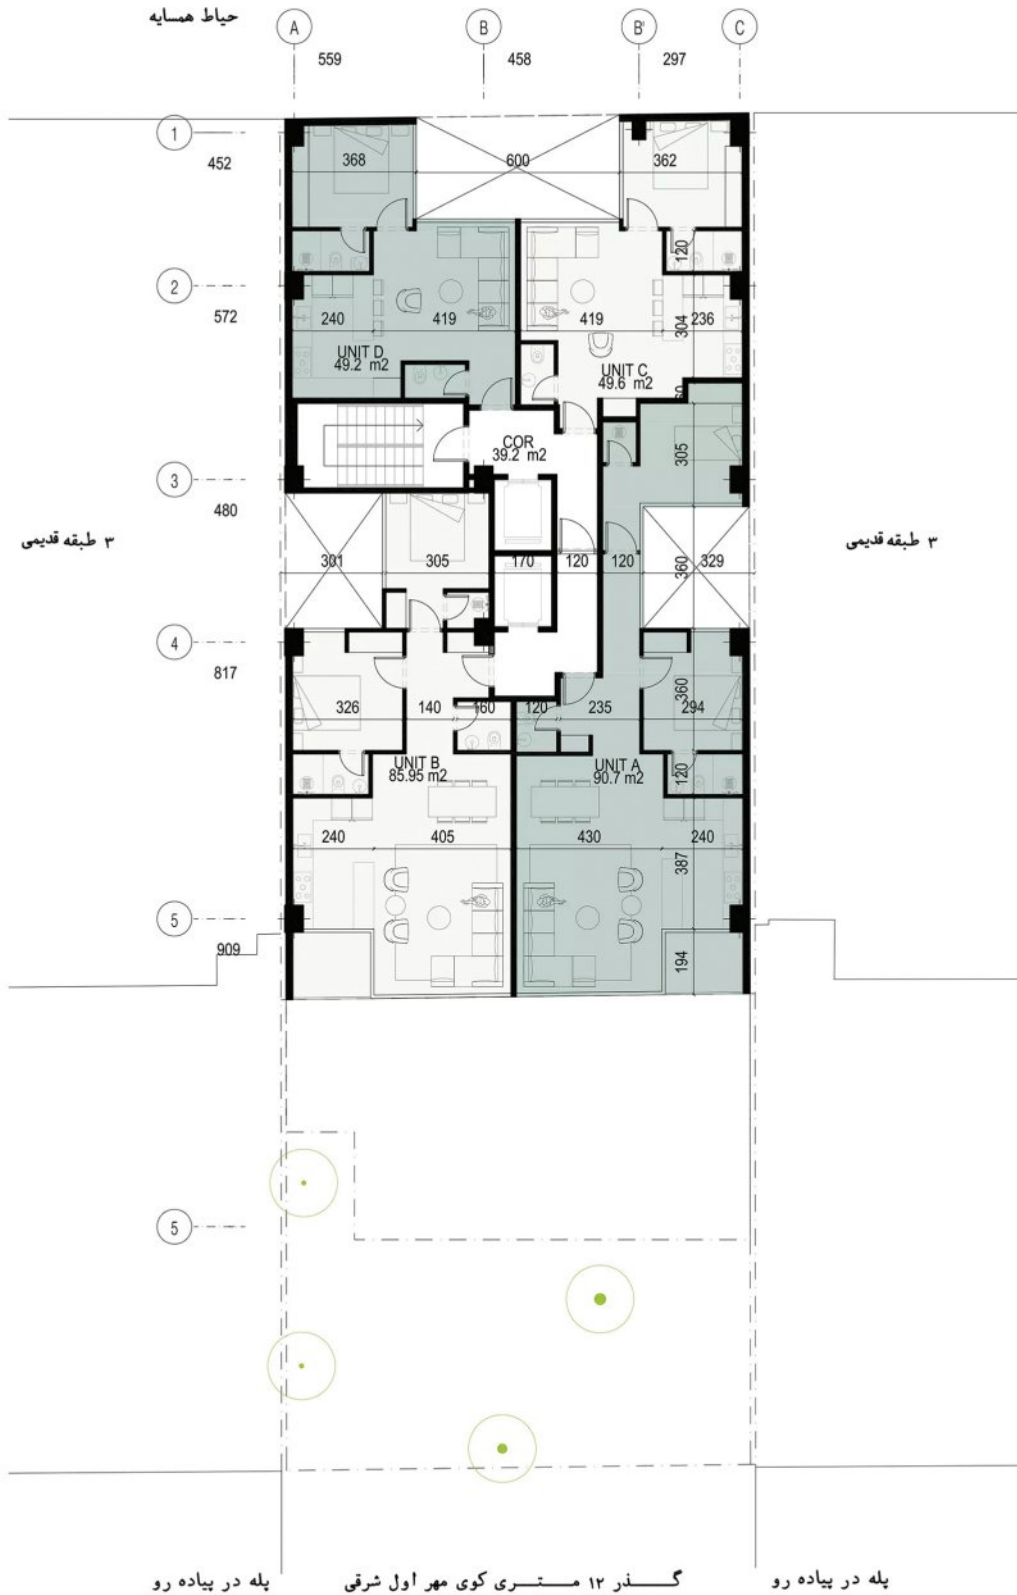 حیاط همسایه
A B B' C
559 458 297
1
452
368 600 362
120
2
572
240 419 419 304 236
UNIT D
49.2 m2
UNIT C
49.6 m2
COR
39.2 m2
305
3
480
۳ طبقه قدیمی
۳ طبقه قدیمی
301 305 170 120 120 360 329
4
817
360
326 140 160 120 235 294
UNIT B
85.95 m2
UNIT A
90.7 m2
120
240 405 430 240
387
5
909
194
5
پله در پیاده رو
گـــــذر ۱۲ مـــــتـــــری کوی مهر اول شرقی
پله در پیاده رو